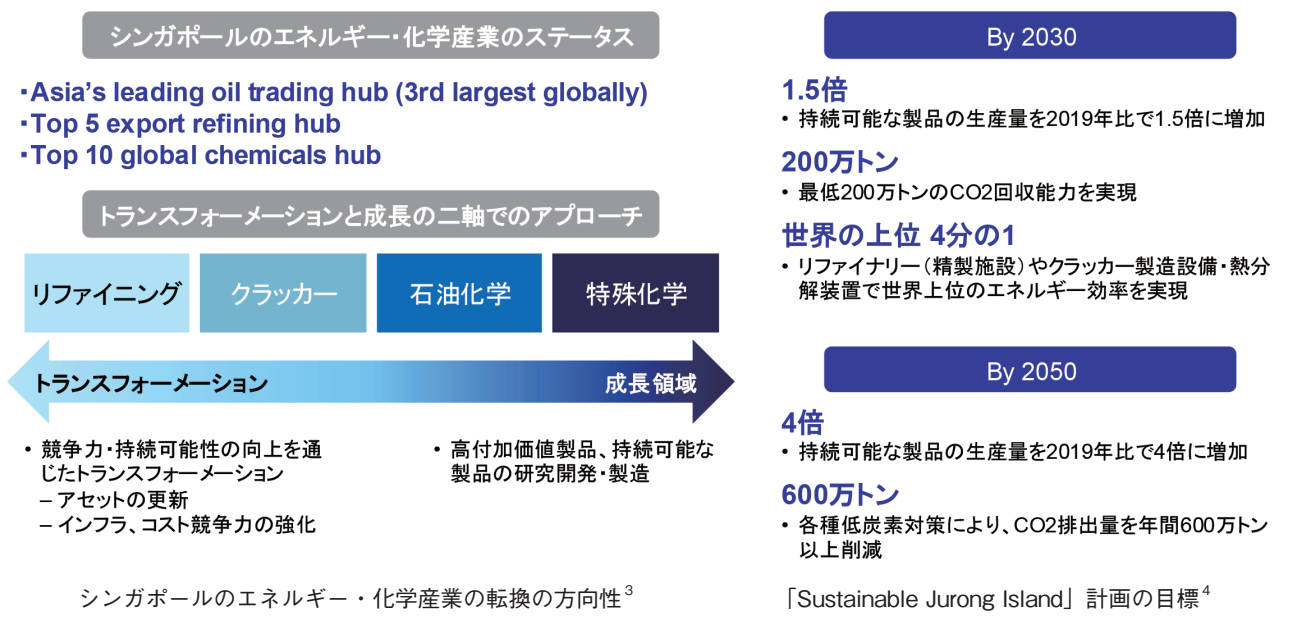 シンガポールのエネルギー・化学産業のステータス
・Asia's leading oil trading hub (3rd largest globally)
・Top 5 export refining hub
・Top 10 global chemicals hub
トランスフォーメーションと成長の二軸でのアプローチ
リファイニング
クラッカー
石油化学
特殊化学
トランスフォーメーション
成長領域
• 競争力・持続可能性の向上を通
じたトランスフォーメーション
– アセットの更新
– インフラ、コスト競争力の強化
• 高付加価値製品、持続可能な
製品の研究開発・製造
シンガポールのエネルギー・化学産業の転換の方向性3
By 2030
1.5倍
• 持続可能な製品の生産量を2019年比で1.5倍に増加
200万トン
• 最低200万トンのCO2回収能力を実現
世界の上位 4分の1
• リファイナリー（精製施設）やクラッカー製造設備・熱分
解装置で世界上位のエネルギー効率を実現
By 2050
4倍
• 持続可能な製品の生産量を2019年比で4倍に増加
600万トン
• 各種低炭素対策により、CO2排出量を年間600万トン
以上削減
「Sustainable Jurong Island」計画の目標4